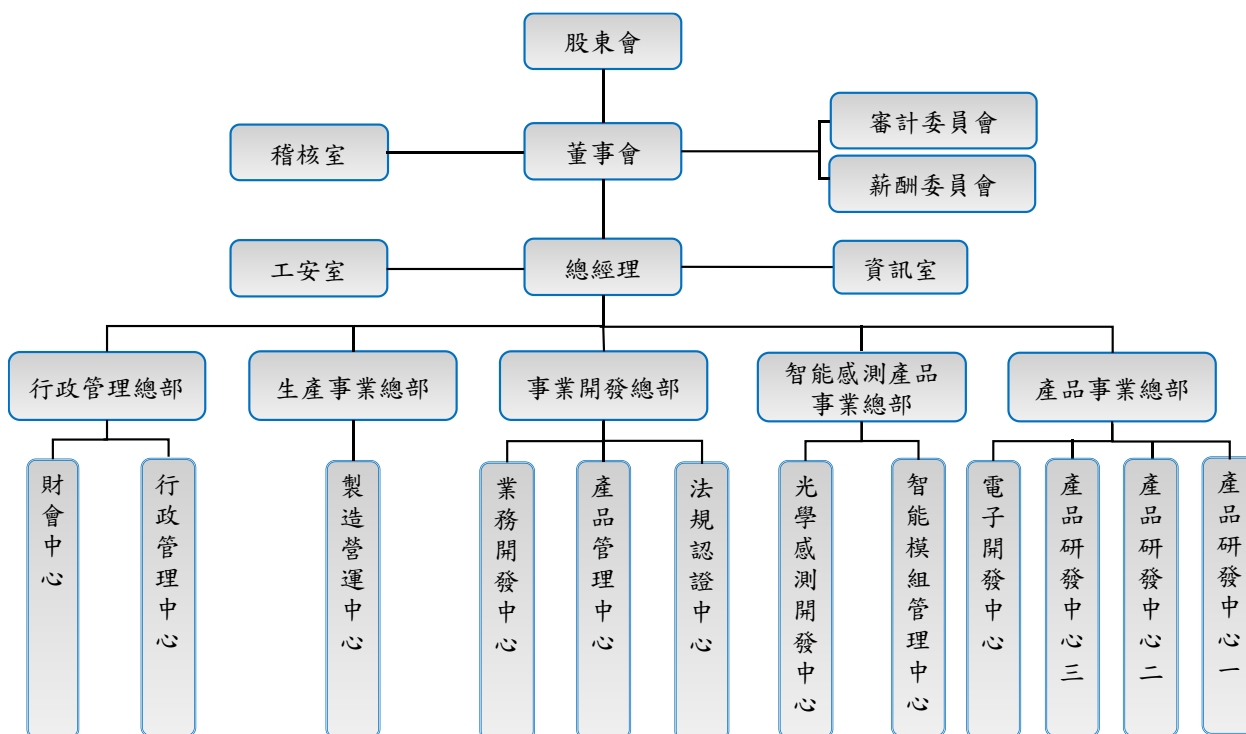 股東會
稽核室
董事會
審計委員會
薪酬委員會
工安室
總經理
資訊室
行政管理總部
生產事業總部
事業開發總部
智能感測產品
事業總部
產品事業總部
財會中心
行政管理中心
製造營運中心
業務開發中心
產品管理中心
法規認證中心
光學感測開發中心
智能模組管理中心
電子開發中心
產品研發中心三
產品研發中心二
產品研發中心一